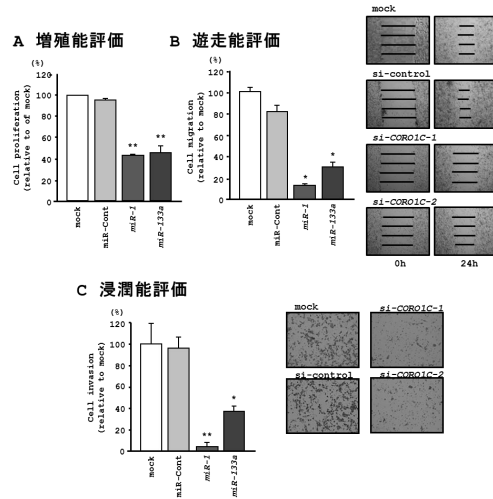 A 増殖能評価
(%)
120
100
80
60
40
20
0
Cell proliferation
(relative to of mock)
**
**
mock
miR-Cont
miR-1
miR-133a
B 遊走能評価
(%)
120
100
80
60
40
20
0
Cell migration
(relative to mock)
*
*
mock
miR-Cont
miR-1
miR-133a
mock
si-control
si-CORO1C-1
si-CORO1C-2
0h
24h
C 浸潤能評価
(%)
120
100
80
60
40
20
0
Cell invasion
(relative to mock)
**
*
mock
miR-Cont
miR-1
miR-133a
mock
si-CORO1C-1
si-control
si-CORO1C-2